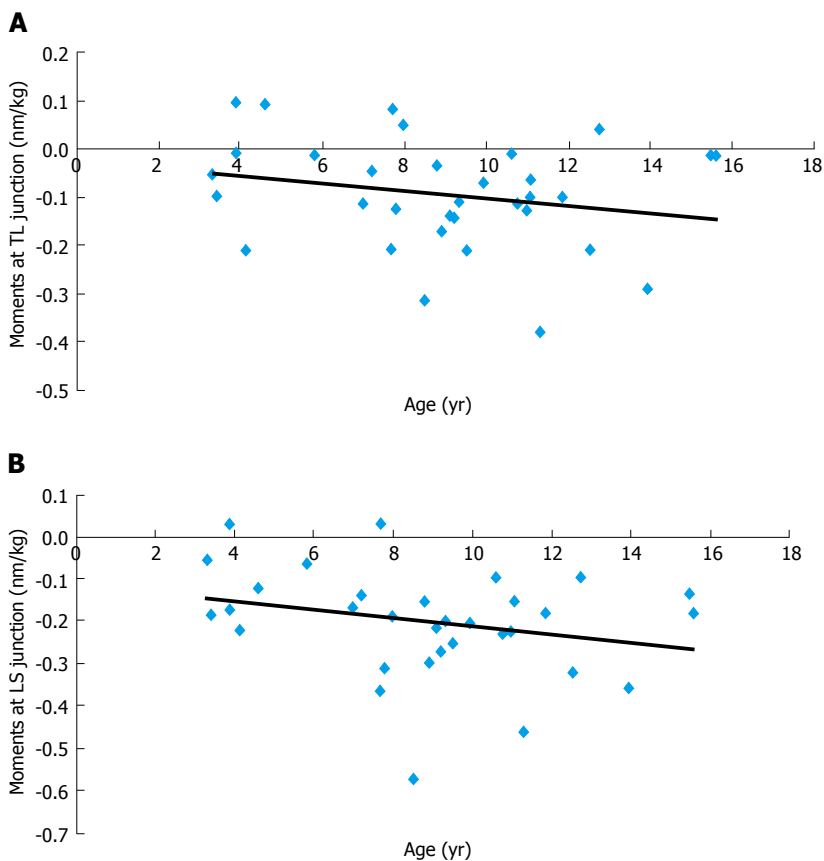 A
0.2
0.1
0.0
0 2 4 6 8 10 12 14 16 18
-0.1
-0.2
-0.3
-0.4
-0.5
Moments at TL junction (nm/kg)
Age (yr)
B
0.1
0.0
0 2 4 6 8 10 12 14 16 18
-0.1
-0.2
-0.3
-0.4
-0.5
-0.6
-0.7
Moments at LS junction (nm/kg)
Age (yr)